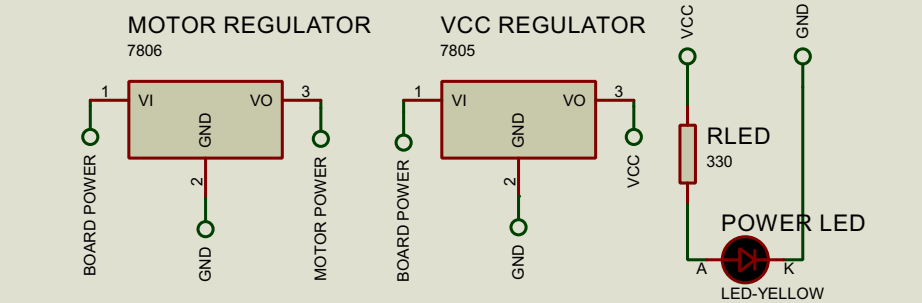 MOTOR REGULATOR
7806
1
VI
VO
3
GND
2
BOARD POWER
GND
MOTOR POWER
VCC REGULATOR
7805
1
VI
VO
3
GND
2
BOARD POWER
GND
VCC
VCC
GND
RLED
330
POWER LED
A
K
LED-YELLOW